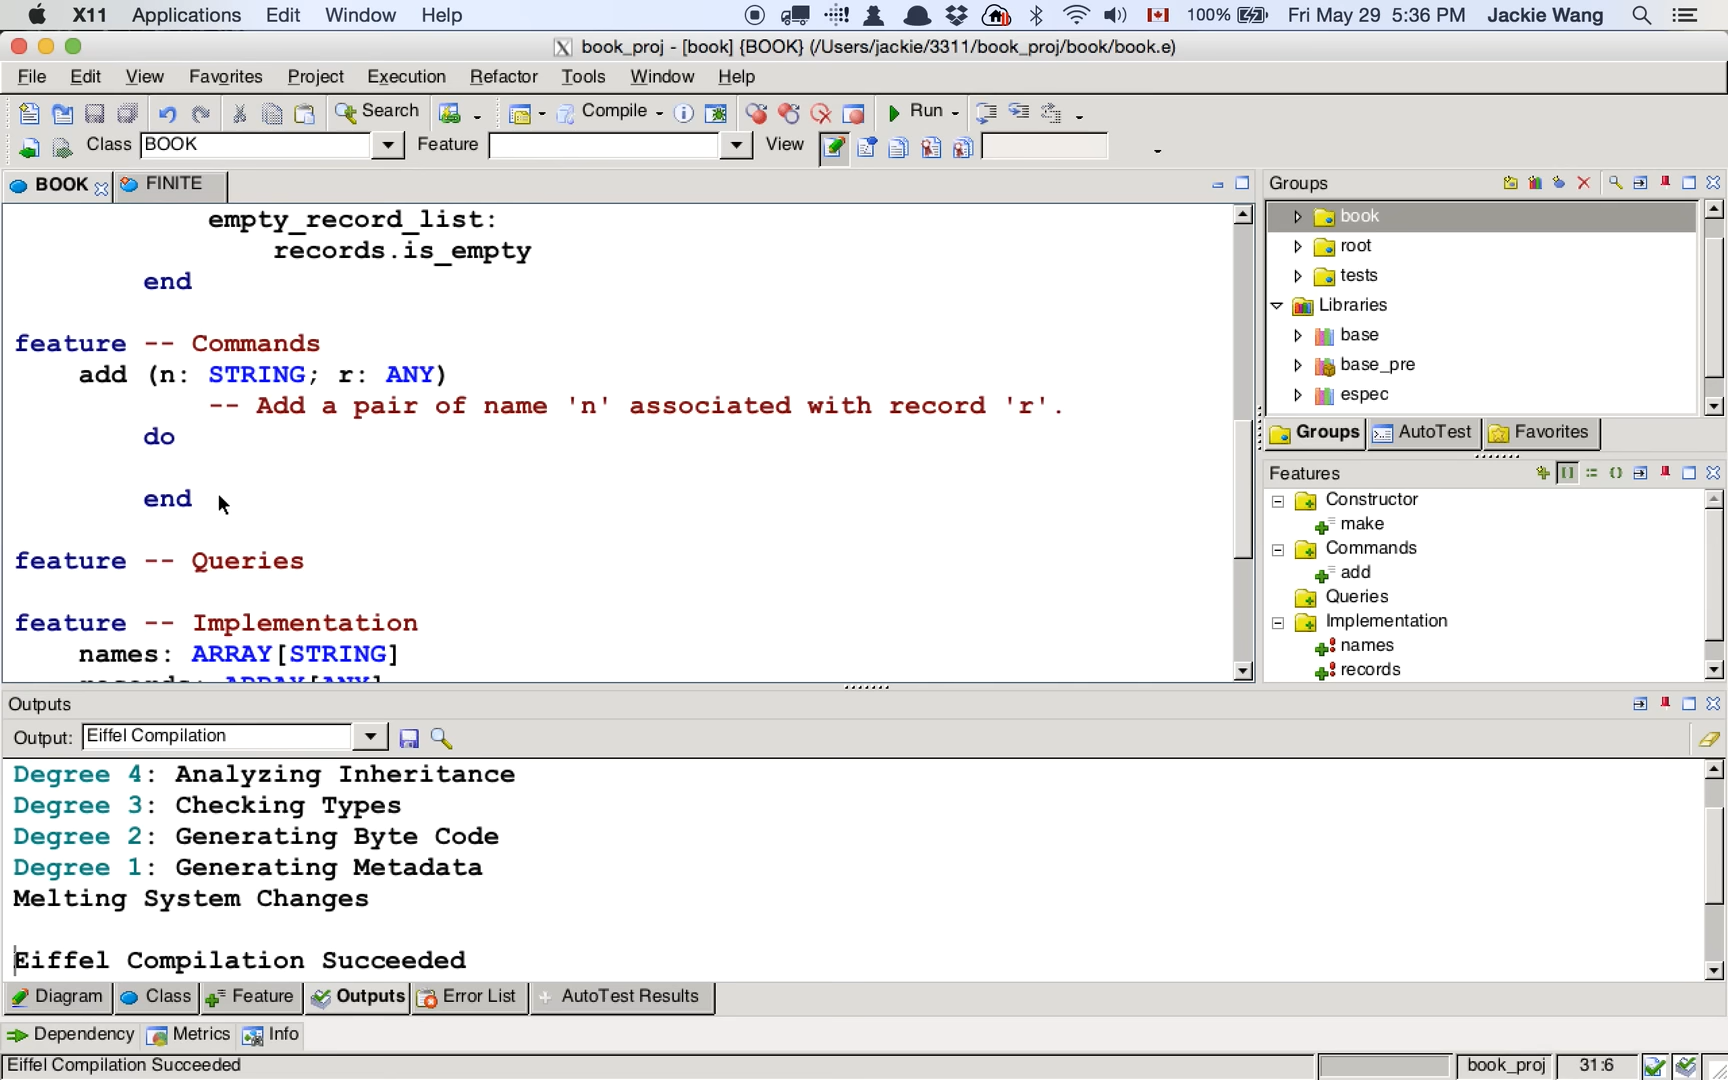 X11 Applications Edit Window Help 100% Fri May 29 5:36 PM Jackie Wang
book_proj - [book] {BOOK} (/Users/jackie/3311/book_proj/book/book.e)
File Edit View Favorites Project Execution Refactor Tools Window Help
Search Compile Run
Class BOOK Feature View
BOOK FINITE
empty_record_list:
records.is_empty
end
feature -- Commands
add (n: STRING; r: ANY)
-- Add a pair of name 'n' associated with record 'r'.
do
end
feature -- Queries
feature -- Implementation
names: ARRAY[STRING]
records: ARRAY[ANY]
Groups
book
root
tests
Libraries
base
base_pre
espec
Groups AutoTest Favorites
Features
Constructor
make
Commands
add
Queries
Implementation
names
records
Outputs
Output: Eiffel Compilation
Degree 4: Analyzing Inheritance
Degree 3: Checking Types
Degree 2: Generating Byte Code
Degree 1: Generating Metadata
Melting System Changes
Eiffel Compilation Succeeded
Diagram Class Feature Outputs Error List AutoTest Results
Dependency Metrics Info
Eiffel Compilation Succeeded book_proj 31:6